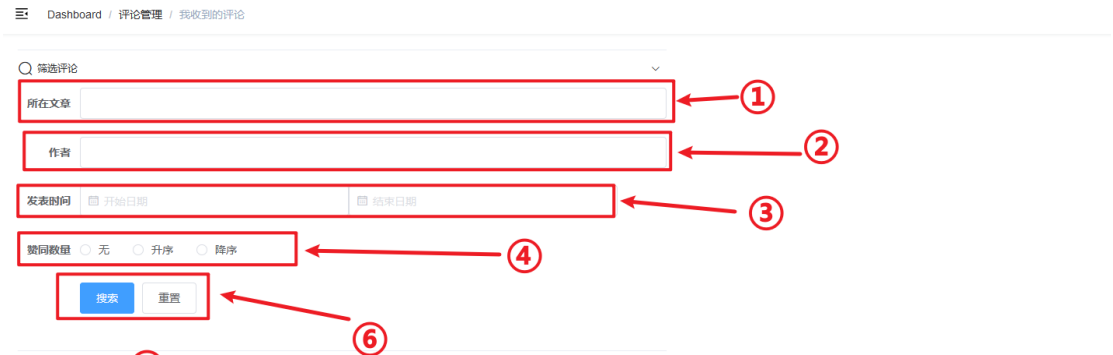 Dashboard / 评论管理 / 我收到的评论
筛选评论
所在文章 ①
作者 ②
发表时间 开始日期 结束日期 ③
赞同数量 无 升序 降序 ④
搜索 重置 ⑥